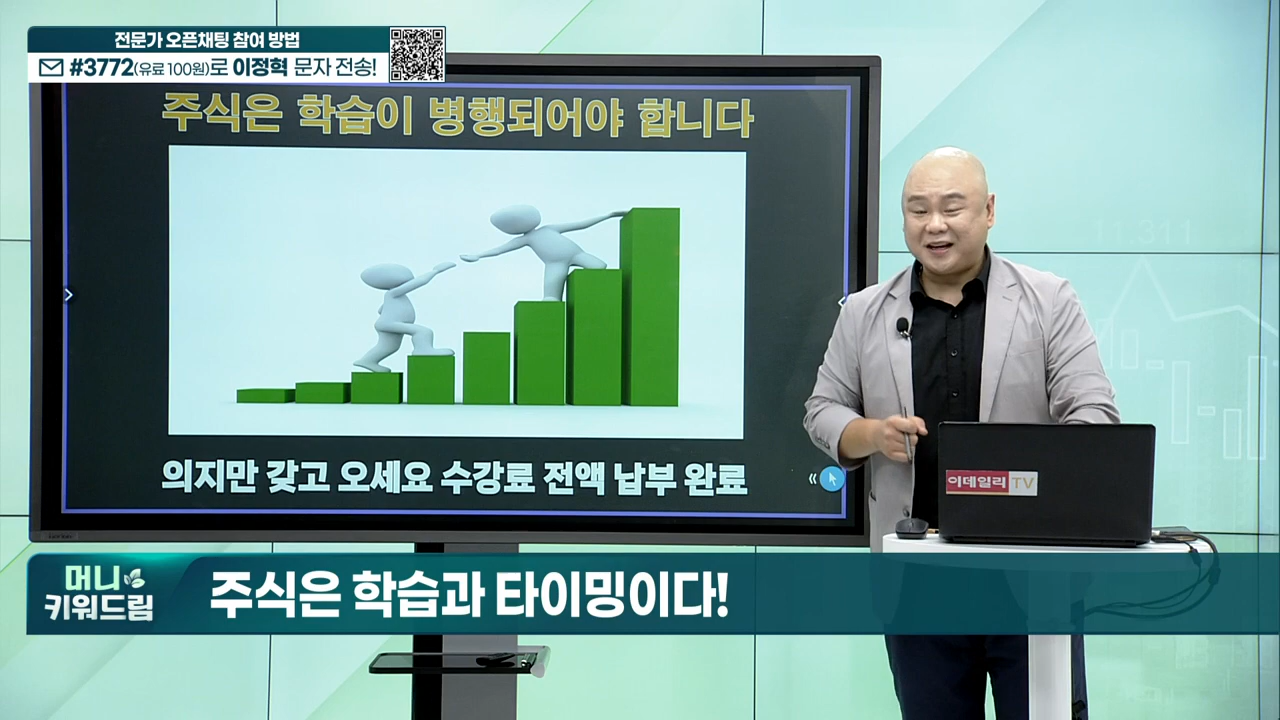 전문가 오픈채팅 참여 방법
#3772(유료 100원)로 이정혁 문자 전송!
주식은 학습이 병행되어야 합니다
의지만 갖고 오세요 수강료 전액 납부 완료
이데일리TV
머니
키워드림
주식은 학습과 타이밍이다!
11:311